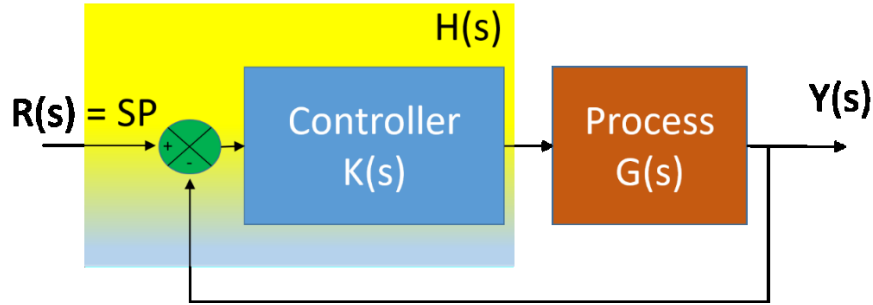 H(s)
R(s) = SP
+
-
Controller
K(s)
Process
G(s)
Y(s)